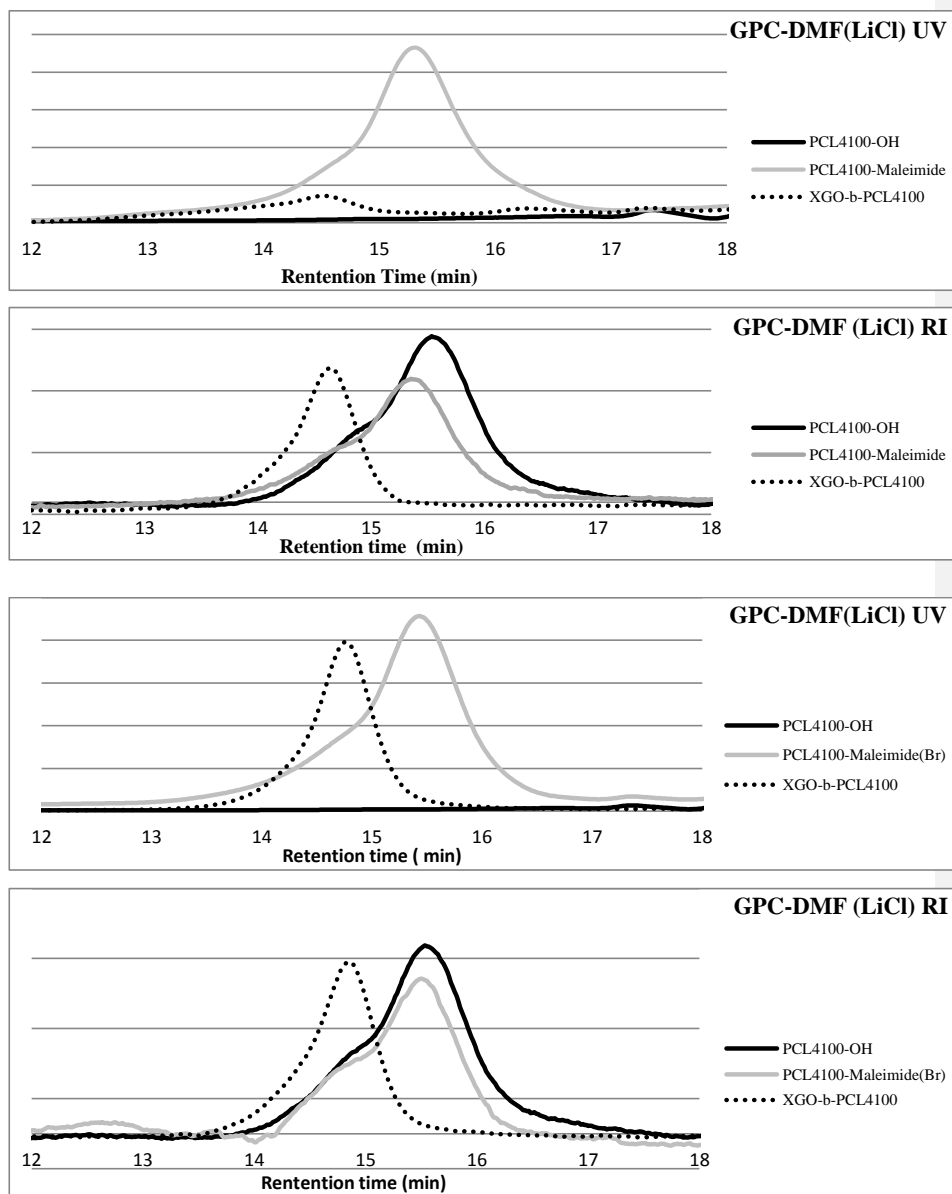 GPC-DMF(LiCl) UV
PCL4100-OH
PCL4100-Maleimide
XGO-b-PCL4100
12 13 14 15 16 17 18
Rentention Time (min)
GPC-DMF (LiCl) RI
PCL4100-OH
PCL4100-Maleimide
XGO-b-PCL4100
12 13 14 15 16 17 18
Retention time (min)
GPC-DMF(LiCl) UV
PCL4100-OH
PCL4100-Maleimide(Br)
XGO-b-PCL4100
12 13 14 15 16 17 18
Retention time ( min)
GPC-DMF (LiCl) RI
PCL4100-OH
PCL4100-Maleimide(Br)
XGO-b-PCL4100
12 13 14 15 16 17 18
Rentention time (min)